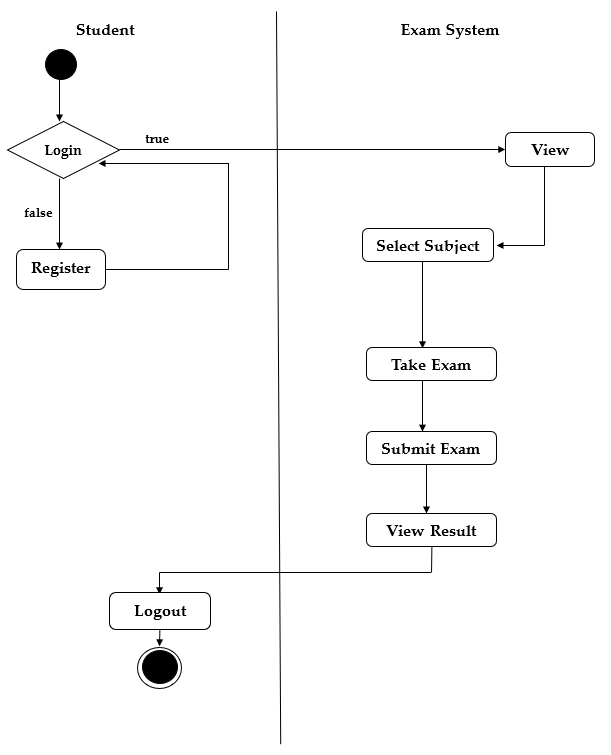 Student
Exam System
Login
true
View
false
Select Subject
Register
Take Exam
Submit Exam
View Result
Logout